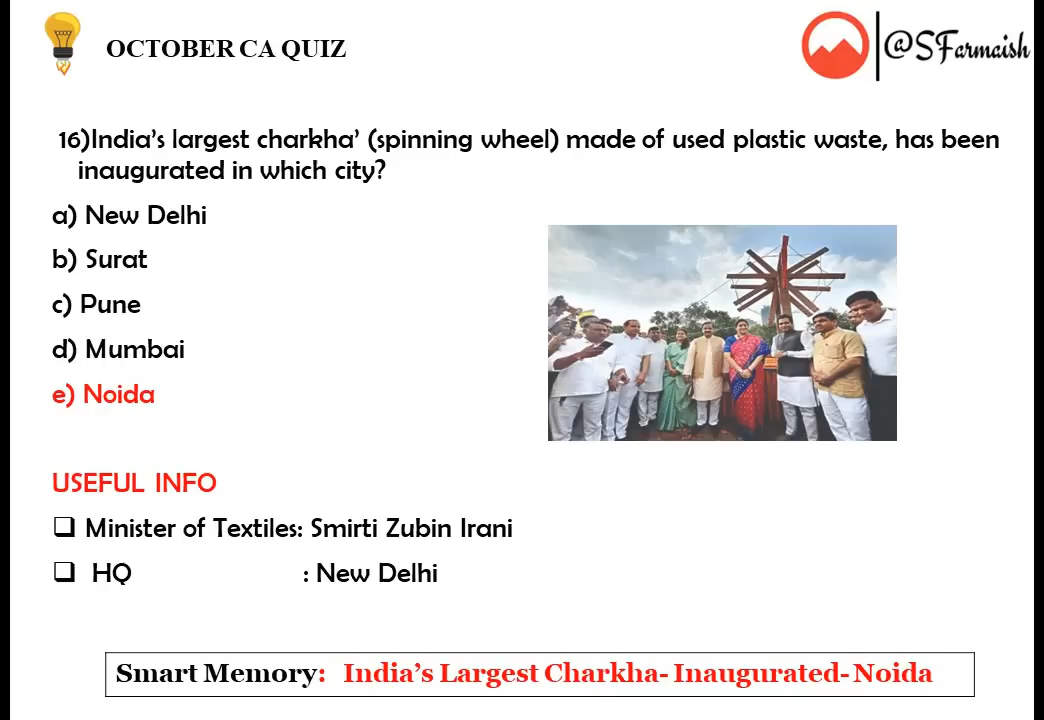 OCTOBER CA QUIZ
@SFarmaish
16)India's largest charkha' (spinning wheel) made of used plastic waste, has been
inaugurated in which city?
a) New Delhi
b) Surat
c) Pune
d) Mumbai
e) Noida
USEFUL INFO
❑ Minister of Textiles: Smirti Zubin Irani
❑ HQ : New Delhi
Smart Memory: India's Largest Charkha- Inaugurated- Noida